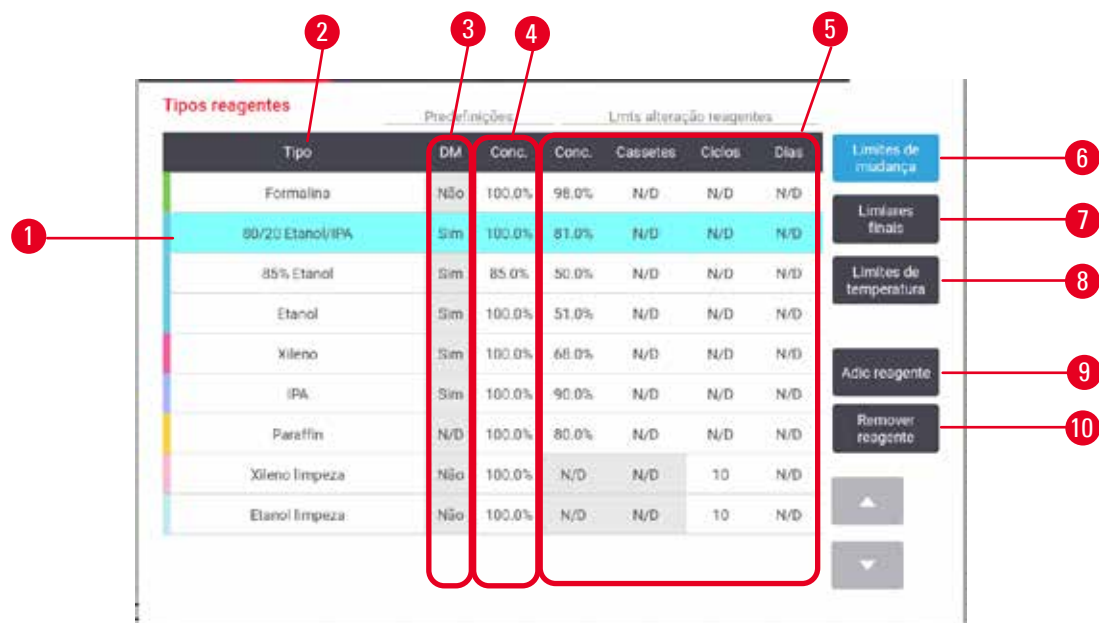 2 3 4 5
Tipos reagentes
Predefinições Lmts alteração reagentes
Tipo DM Conc. Conc. Cassetes Ciclos Dias
Limites de
mudança 6
Formalina Não 100.0% 98.0% N/D N/D N/D
Limiares
finais 7
1 80/20 Etanol/IPA Sim 100.0% 81.0% N/D N/D N/D
85% Etanol Sim 85.0% 50.0% N/D N/D N/D
Limites de
temperatura 8
Etanol Sim 100.0% 51.0% N/D N/D N/D
Xileno Sim 100.0% 68.0% N/D N/D N/D
Adic reagente 9
IPA Sim 100.0% 90.0% N/D N/D N/D
Paraffin N/D 100.0% 80.0% N/D N/D N/D
Remover
reagente 10
Xileno limpeza Não 100.0% N/D N/D 10 N/D
Etanol limpeza Não 100.0% N/D N/D 10 N/D